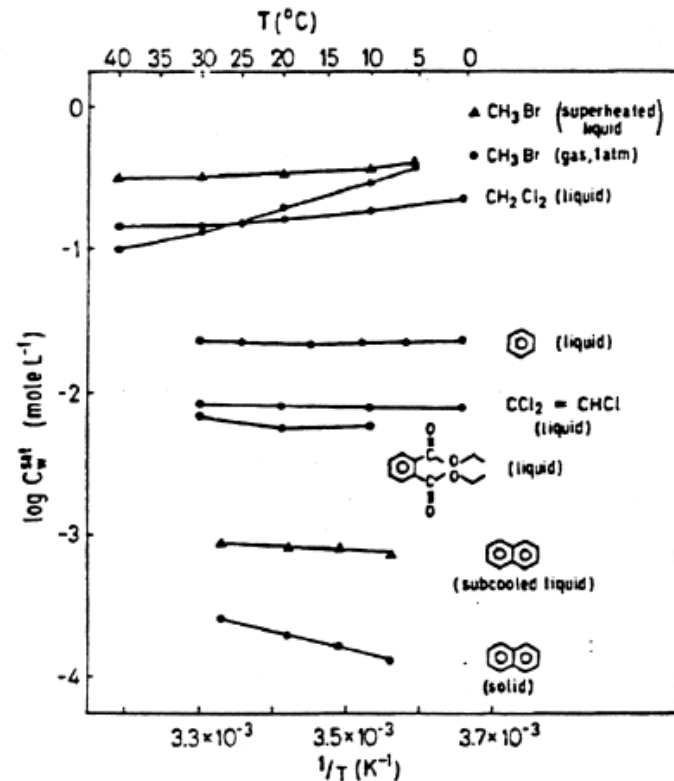 T (°C)
40 35 30 25 20 15 10 5 0
0
-1
-2
-3
-4
log C_w^sat (mole L⁻¹)
▲ CH₃Br (superheated liquid)
• CH₃Br (gas, 1atm)
CH₂Cl₂ (liquid)
(liquid)
CCl₂ = CHCl
(liquid)
O
C
O
(liquid)
C
O
O
(subcooled liquid)
(solid)
3.3×10⁻³ 3.5×10⁻³ 3.7×10⁻³
1/T (K⁻¹)